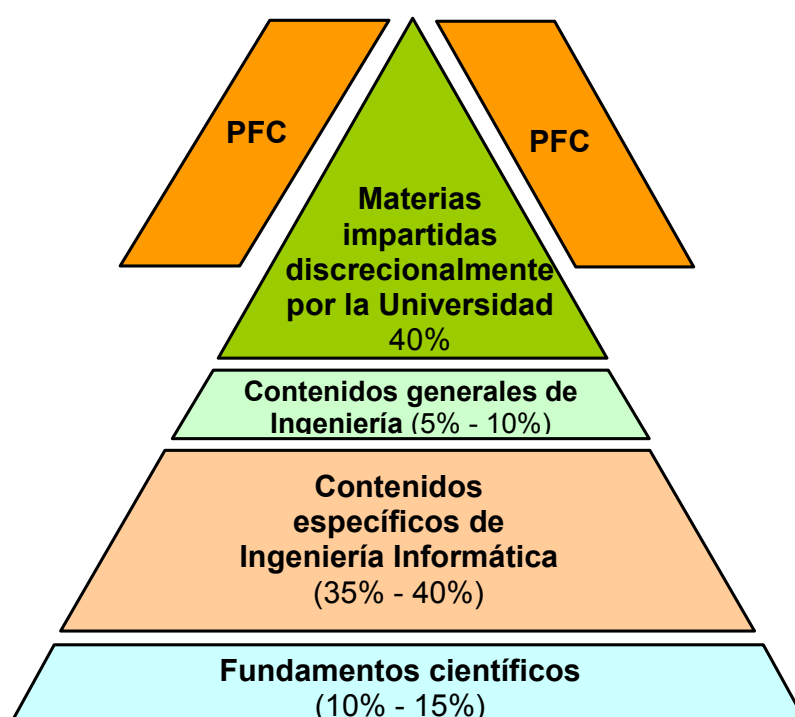 PFC
PFC
Materias
impartidas
discrecionalmente
por la Universidad
40%
Contenidos generales de
Ingeniería (5% - 10%)
Contenidos
específicos de
Ingeniería Informática
(35% - 40%)
Fundamentos científicos
(10% - 15%)